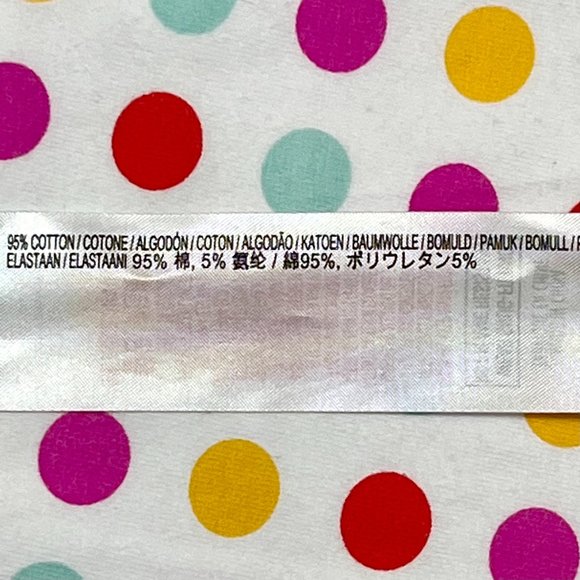 95% COTTON / COTONE / ALGODÓN / COTON / ALGODÃO / KATOEN / BAUMWOLLE / BOMULD / PAMUK / BOMULL /
ELASTAAN / ELASTAANI 95% 棉, 5% 氨纶 / 綿95%, ポリウレタン5%